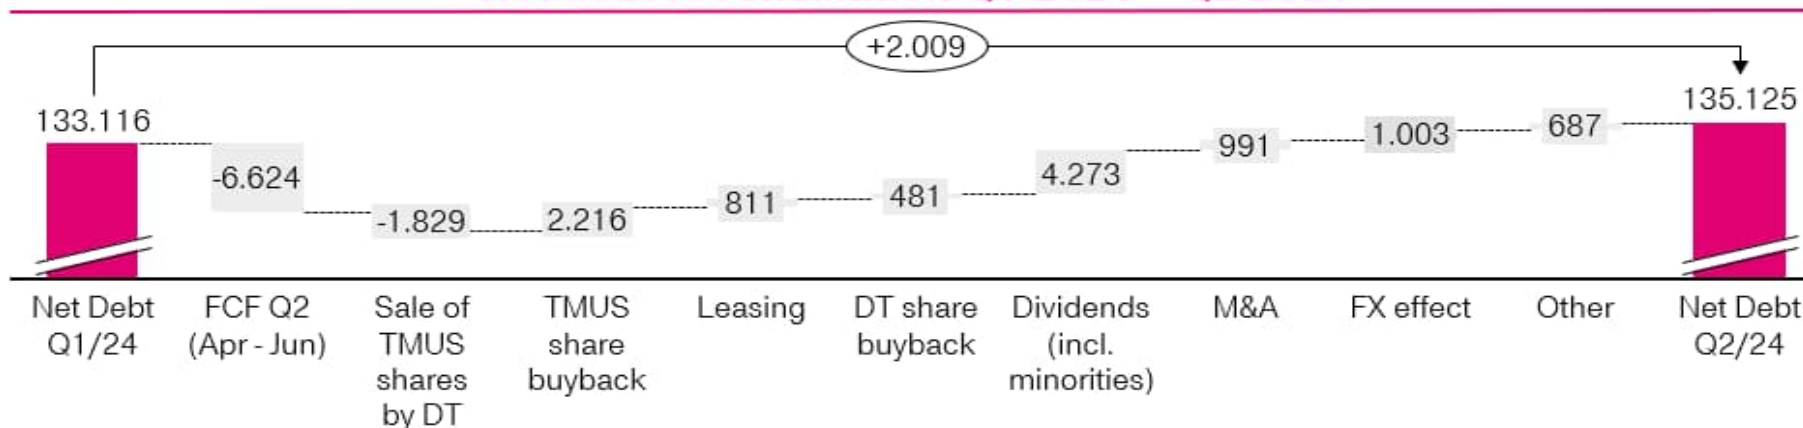 +2.009
133.116
-6.624
-1.829
2.216
811
481
4.273
991
1.003
687
135.125
Net Debt
Q1/24
FCF Q2
(Apr - Jun)
Sale of
TMUS
shares
by DT
TMUS
share
buyback
Leasing
DT share
buyback
Dividends
(incl.
minorities)
M&A
FX effect
Other
Net Debt
Q2/24